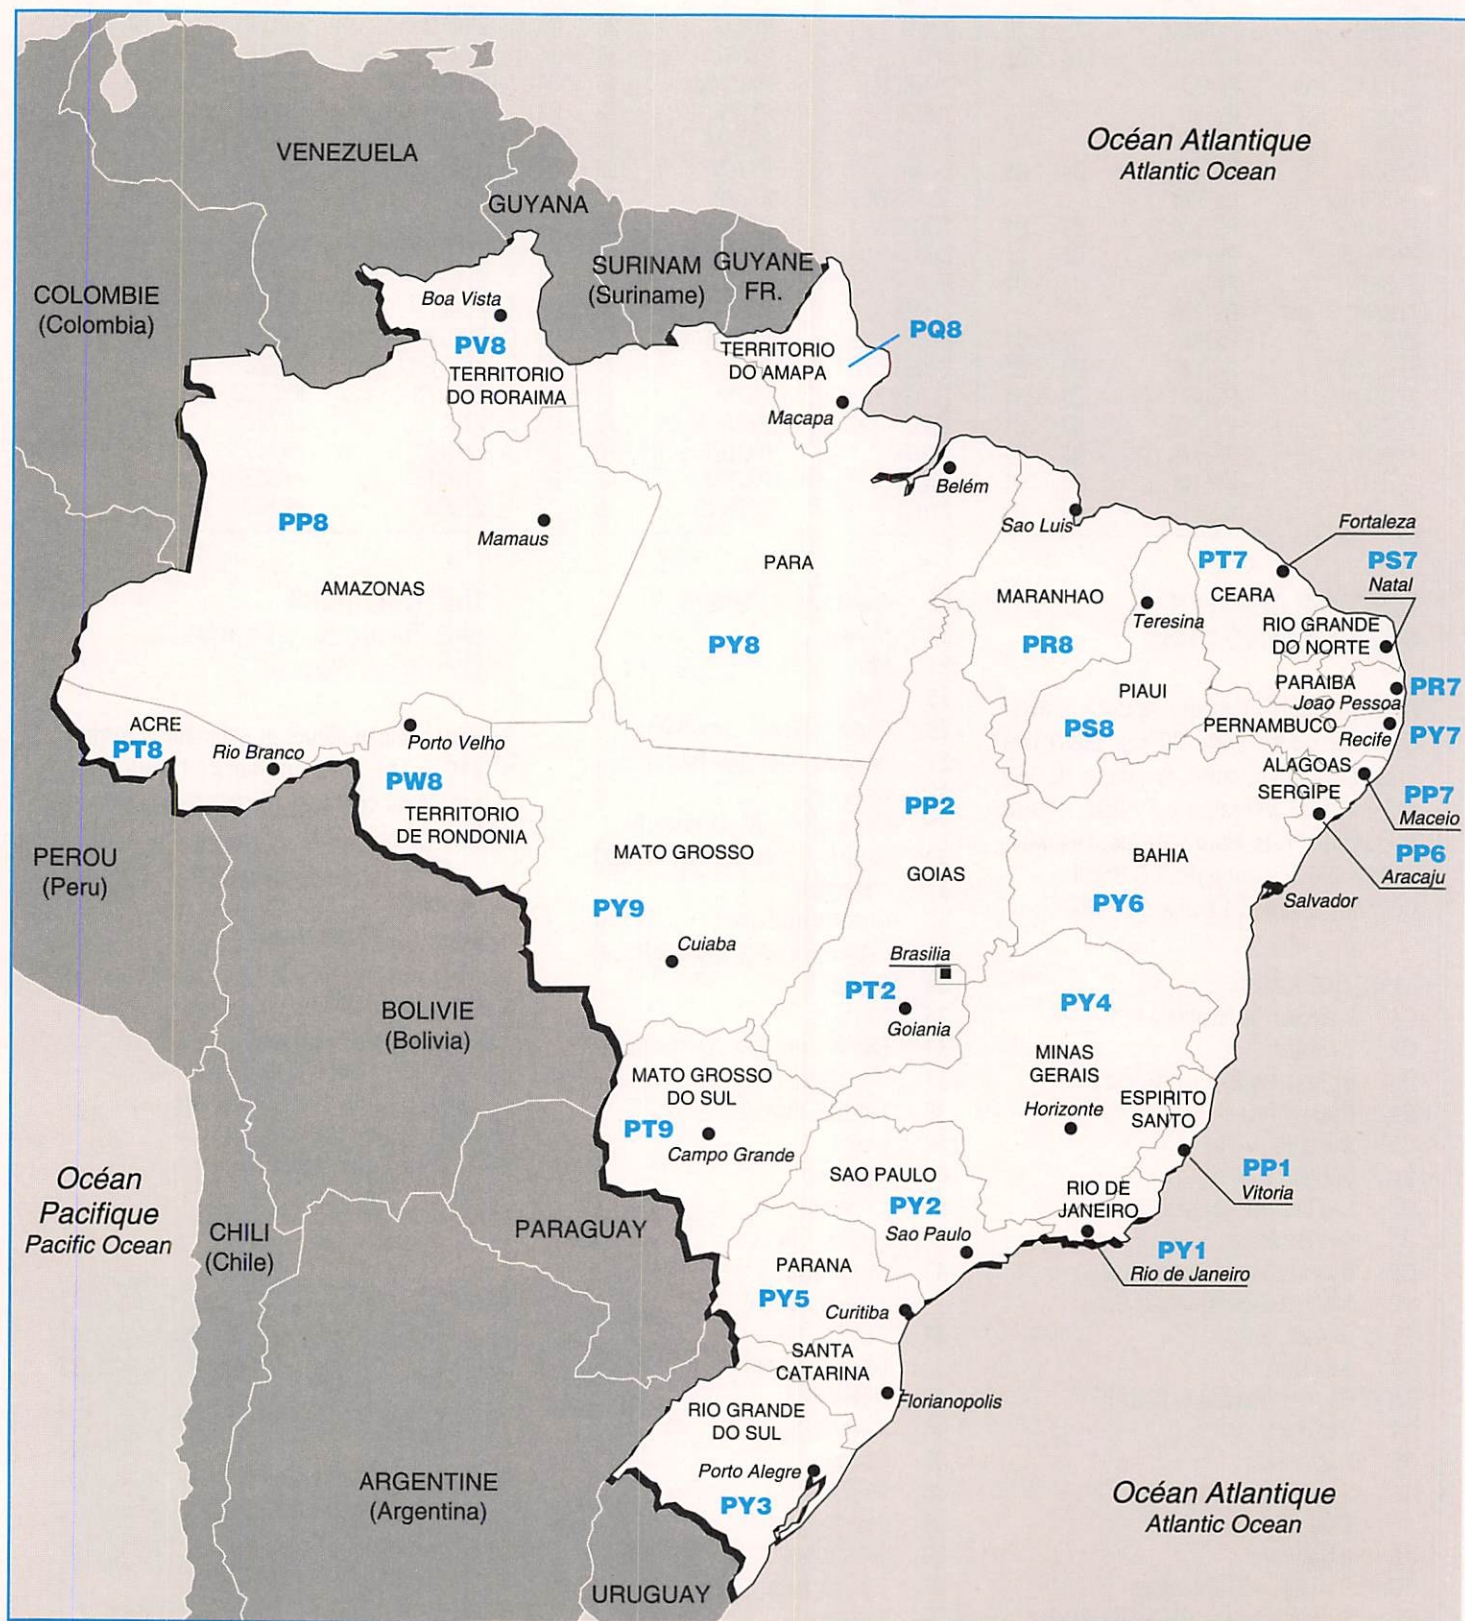 Océan Atlantique
Atlantic Ocean
VENEZUELA
GUYANA
SURINAM
(Suriname)
GUYANE
FR.
COLOMBIE
(Colombia)
Boa Vista
PV8
TERRITORIO
DO RORAIMA
PQ8
TERRITORIO
DO AMAPA
Macapa
Belém
Sao Luis
Fortaleza
PP8
Mamaus
AMAZONAS
PARA
PY8
MARANHAO
PR8
Teresina
PT7
CEARA
PS7
Natal
RIO GRANDE
DO NORTE
PIAUI
PS8
PARAIBA
Joao Pessoa
PR7
PERNAMBUCO
Recife
PY7
ALAGOAS
SERGIPE
PP7
Maceio
PP6
Aracaju
ACRE
PT8
Rio Branco
Porto Velho
PW8
TERRITORIO
DE RONDONIA
PEROU
(Peru)
MATO GROSSO
PY9
Cuiaba
PP2
GOIAS
BAHIA
PY6
Salvador
Brasilia
PT2
Goiania
PY4
MINAS
GERAIS
Horizonte
BOLIVIE
(Bolivia)
MATO GROSSO
DO SUL
PT9
Campo Grande
ESPIRITO
SANTO
PP1
Vitoria
SAO PAULO
PY2
Sao Paulo
RIO DE
JANEIRO
PY1
Rio de Janeiro
Océan
Pacifique
Pacific Ocean
CHILI
(Chile)
PARAGUAY
PARANA
PY5
Curitiba
SANTA
CATARINA
Florianopolis
RIO GRANDE
DO SUL
Porto Alegre
PY3
ARGENTINE
(Argentina)
URUGUAY
Océan Atlantique
Atlantic Ocean